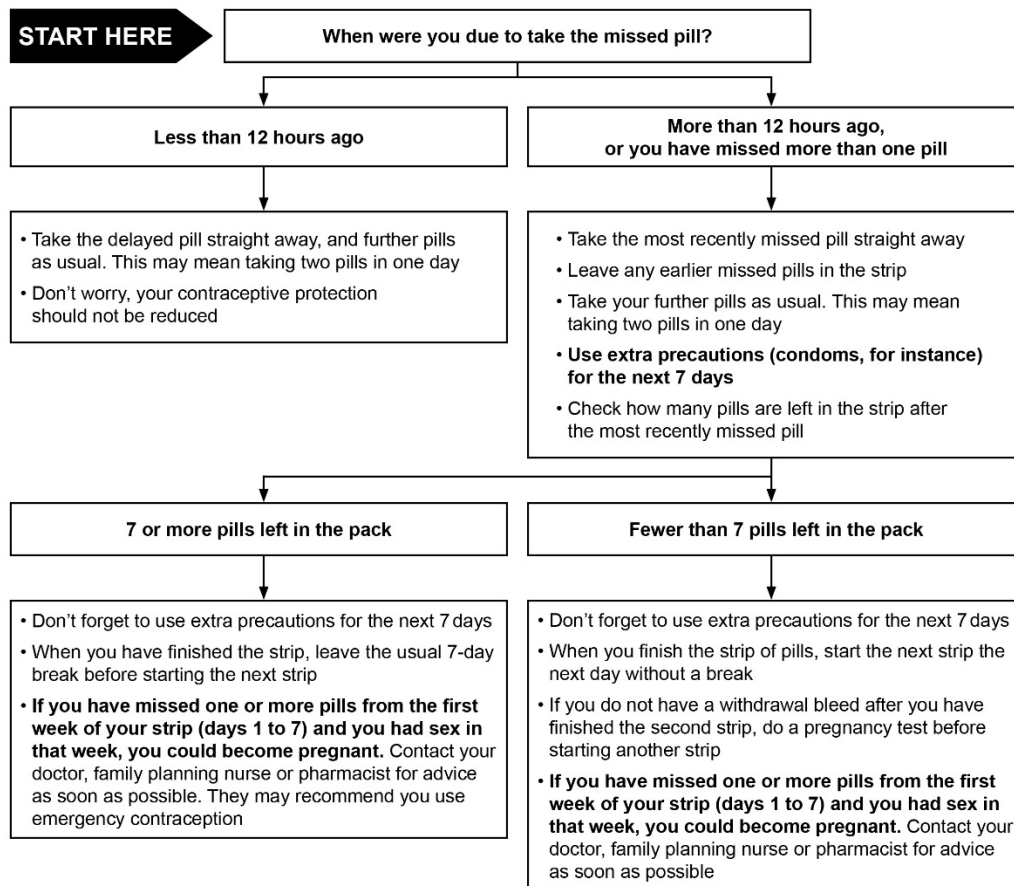 START HERE
When were you due to take the missed pill?
Less than 12 hours ago
More than 12 hours ago,
or you have missed more than one pill
• Take the delayed pill straight away, and further pills
as usual. This may mean taking two pills in one day
• Don’t worry, your contraceptive protection
should not be reduced
• Take the most recently missed pill straight away
• Leave any earlier missed pills in the strip
• Take your further pills as usual. This may mean
taking two pills in one day
• Use extra precautions (condoms, for instance)
for the next 7 days
• Check how many pills are left in the strip after
the most recently missed pill
7 or more pills left in the pack
Fewer than 7 pills left in the pack
• Don’t forget to use extra precautions for the next 7 days
• When you have finished the strip, leave the usual 7-day
break before starting the next strip
• If you have missed one or more pills from the first
week of your strip (days 1 to 7) and you had sex in
that week, you could become pregnant. Contact your
doctor, family planning nurse or pharmacist for advice
as soon as possible. They may recommend you use
emergency contraception
• Don’t forget to use extra precautions for the next 7 days
• When you finish the strip of pills, start the next strip the
next day without a break
• If you do not have a withdrawal bleed after you have
finished the second strip, do a pregnancy test before
starting another strip
• If you have missed one or more pills from the first
week of your strip (days 1 to 7) and you had sex in
that week, you could become pregnant. Contact your
doctor, family planning nurse or pharmacist for advice
as soon as possible